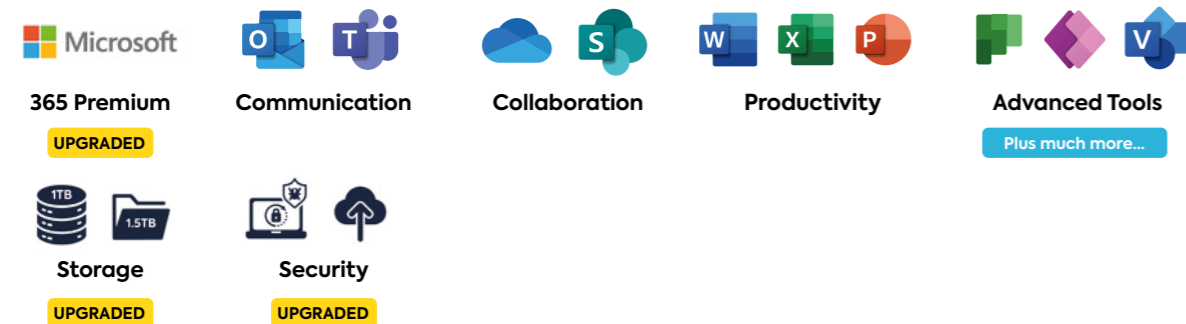 Microsoft
O
T
S
W
X
P
V
365 Premium
Communication
Collaboration
Productivity
Advanced Tools
UPGRADED
Plus much more...
1TB
1.5TB
Storage
Security
UPGRADED
UPGRADED